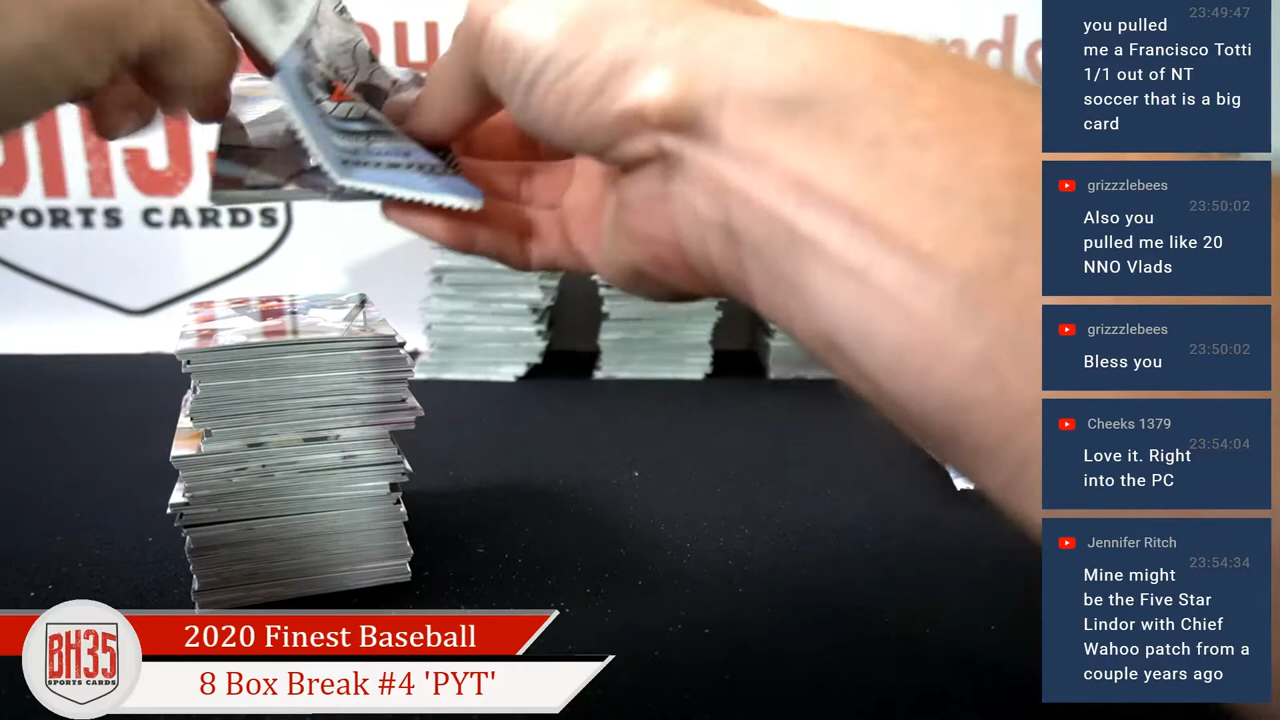 BH35
SPORTS CARDS
23:49:47
you pulled
me a Francisco Totti
1/1 out of NT
soccer that is a big
card
grizzzlebees
23:50:02
Also you
pulled me like 20
NNO Vlads
grizzzlebees
23:50:02
Bless you
Cheeks 1379
23:54:04
Love it. Right
into the PC
Jennifer Ritch
23:54:34
Mine might
be the Five Star
Lindor with Chief
Wahoo patch from a
couple years ago
2020 Finest Baseball
8 Box Break #4 'PYT'
BH35
SPORTS CARDS